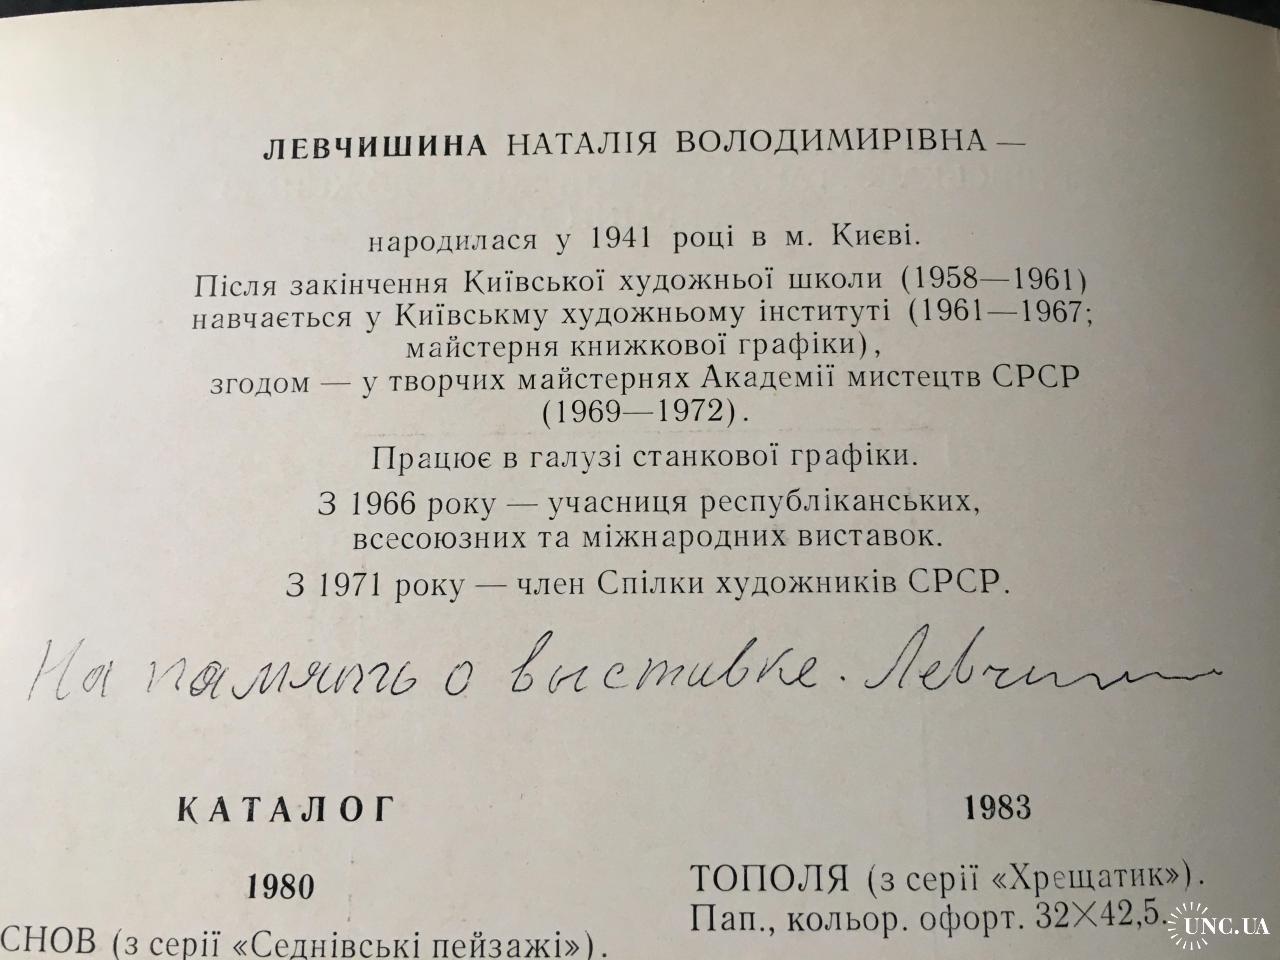 ЛЕВЧИШИНА НАТАЛІЯ ВОЛОДИМИРІВНА —
народилася у 1941 році в м. Києві.
Після закінчення Київської художньої школи (1958—1961)
навчається у Київськму художньому інституті (1961—1967;
майстерня книжкової графіки),
згодом — у творчих майстернях Академії мистецтв СРСР
(1969—1972).
Працює в галузі станкової графіки.
З 1966 року — учасниця республіканських,
всесоюзних та міжнародних виставок.
З 1971 року — член Спілки художників СРСР.
На память о выставке. Левчиш
КАТАЛОГ
1980
СНОВ (з серії «Седнівські пейзажі»).
1983
ТОПОЛЯ (з серії «Хрещатик»).
Пап., кольор. офорт. 32×42,5.
UNC.UA